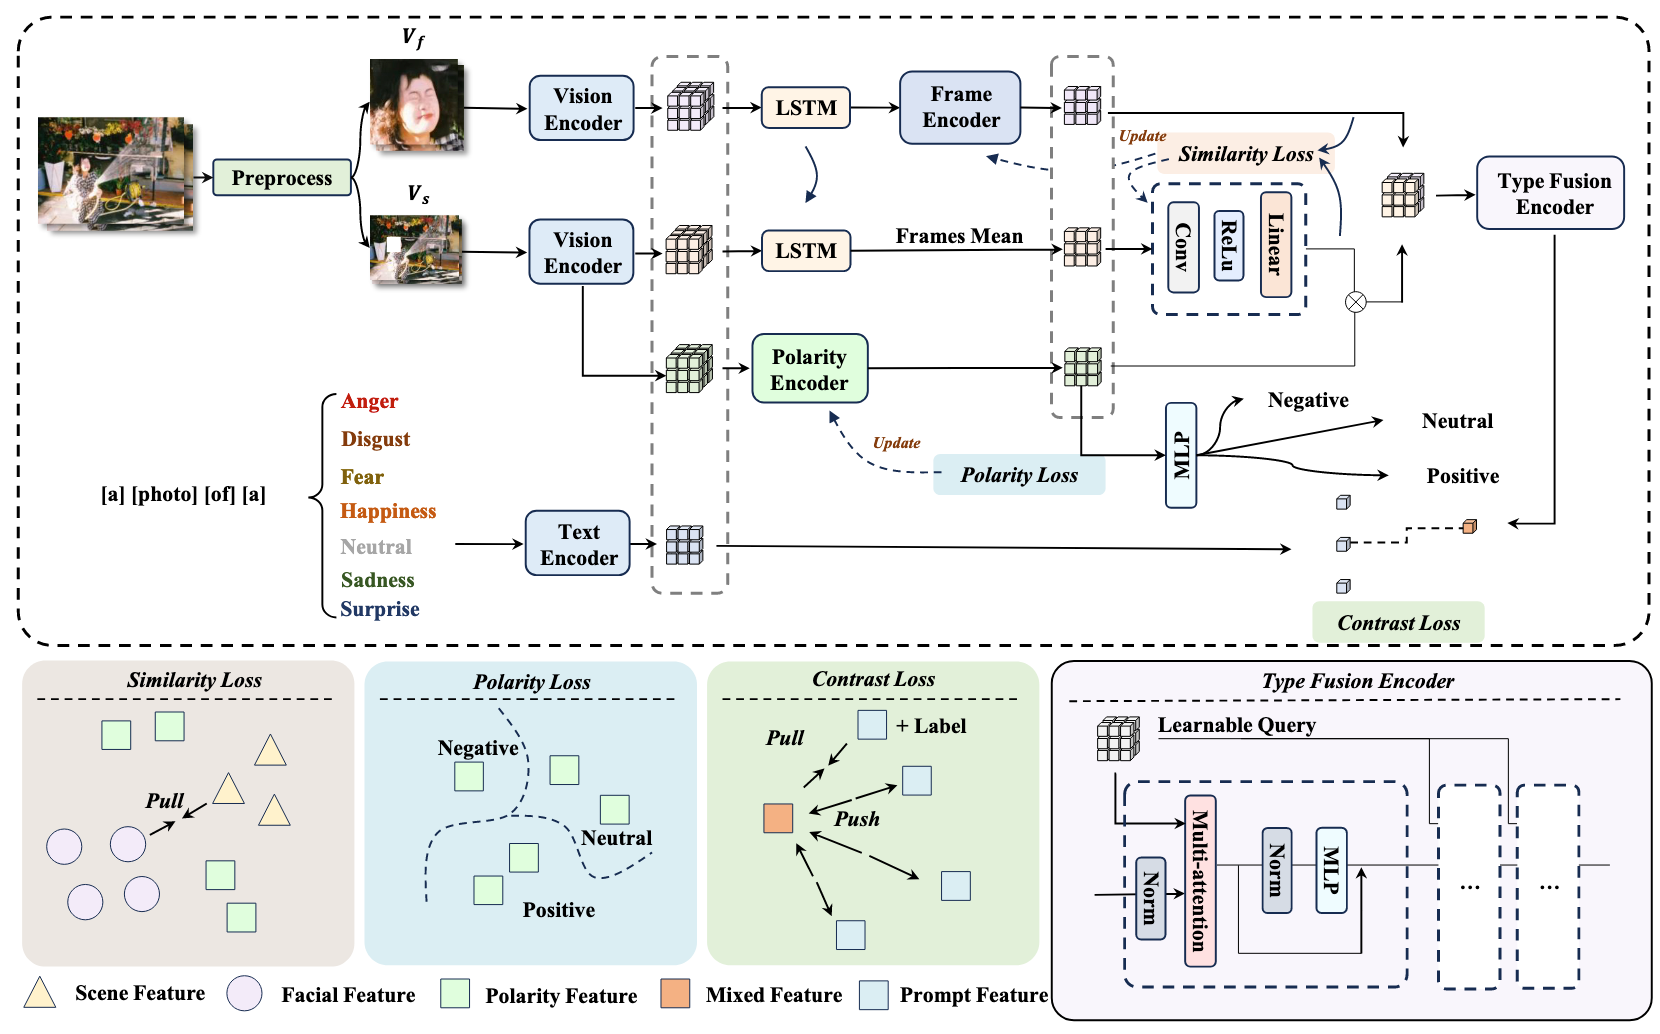 V_f
Vision
Encoder
LSTM
Frame
Encoder
Update
Similarity Loss
Preprocess
Type Fusion
Encoder
V_s
Vision
Encoder
LSTM
Frames Mean
Conv
ReLu
Linear
Polarity
Encoder
Anger
Disgust
Fear
Happiness
Neutral
Sadness
Surprise
[a] [photo] [of] [a]
Update
Polarity Loss
MLP
Negative
Neutral
Positive
Text
Encoder
Contrast Loss
Similarity Loss
Pull
Polarity Loss
Negative
Neutral
Positive
Contrast Loss
Pull
+ Label
Push
Type Fusion Encoder
Learnable Query
Norm
Multi-attention
Norm
MLP
...
...
Scene Feature
Facial Feature
Polarity Feature
Mixed Feature
Prompt Feature